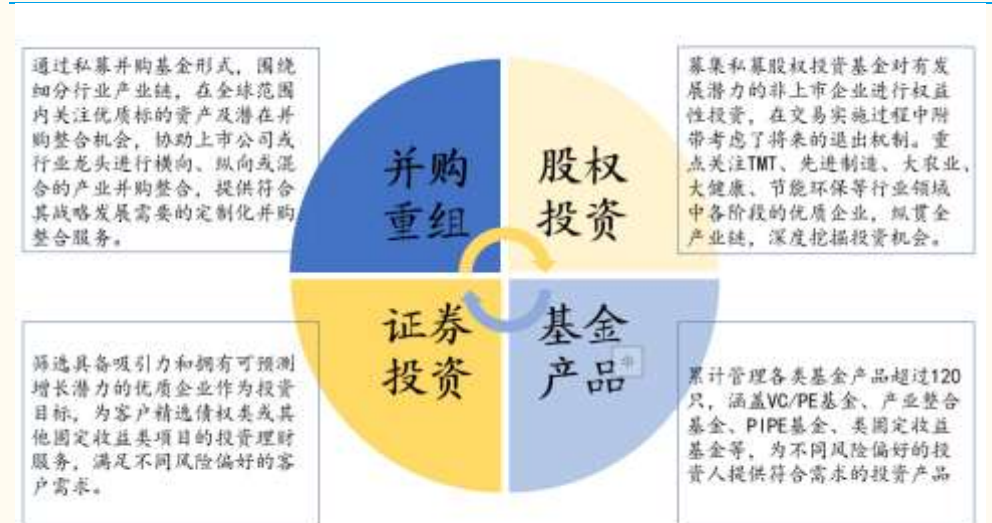 通过私募并购基金形式，围绕
细分行业产业链，在全球范围
内关注优质标的资产及潜在并
购整合机会，协助上市公司或
行业龙头进行横向、纵向或混
合的产业并购整合，提供符合
其战略发展需要的定制化并购
整合服务。
并购
重组
股权
投资
募集私募股权投资基金对有发
展潜力的非上市企业进行权益
性投资，在交易实施过程中附
带考虑了将来的退出机制。重
点关注TMT、先进制造、大农业、
大健康、节能环保等行业领域
中各阶段的优质企业，纵贯全
产业链，深度挖掘投资机会。
筛选具备吸引力和拥有可预测
增长潜力的优质企业作为投资
目标，为客户精选债权类或其
他固定收益类项目的投资理财
服务，满足不同风险偏好的客
户需求。
证券
投资
基金
产品
累计管理各类基金产品超过120
只，涵盖VC/PE基金、产业整合
基金、PIPE基金、类固定收益
基金等，为不同风险偏好的投
资人提供符合需求的投资产品